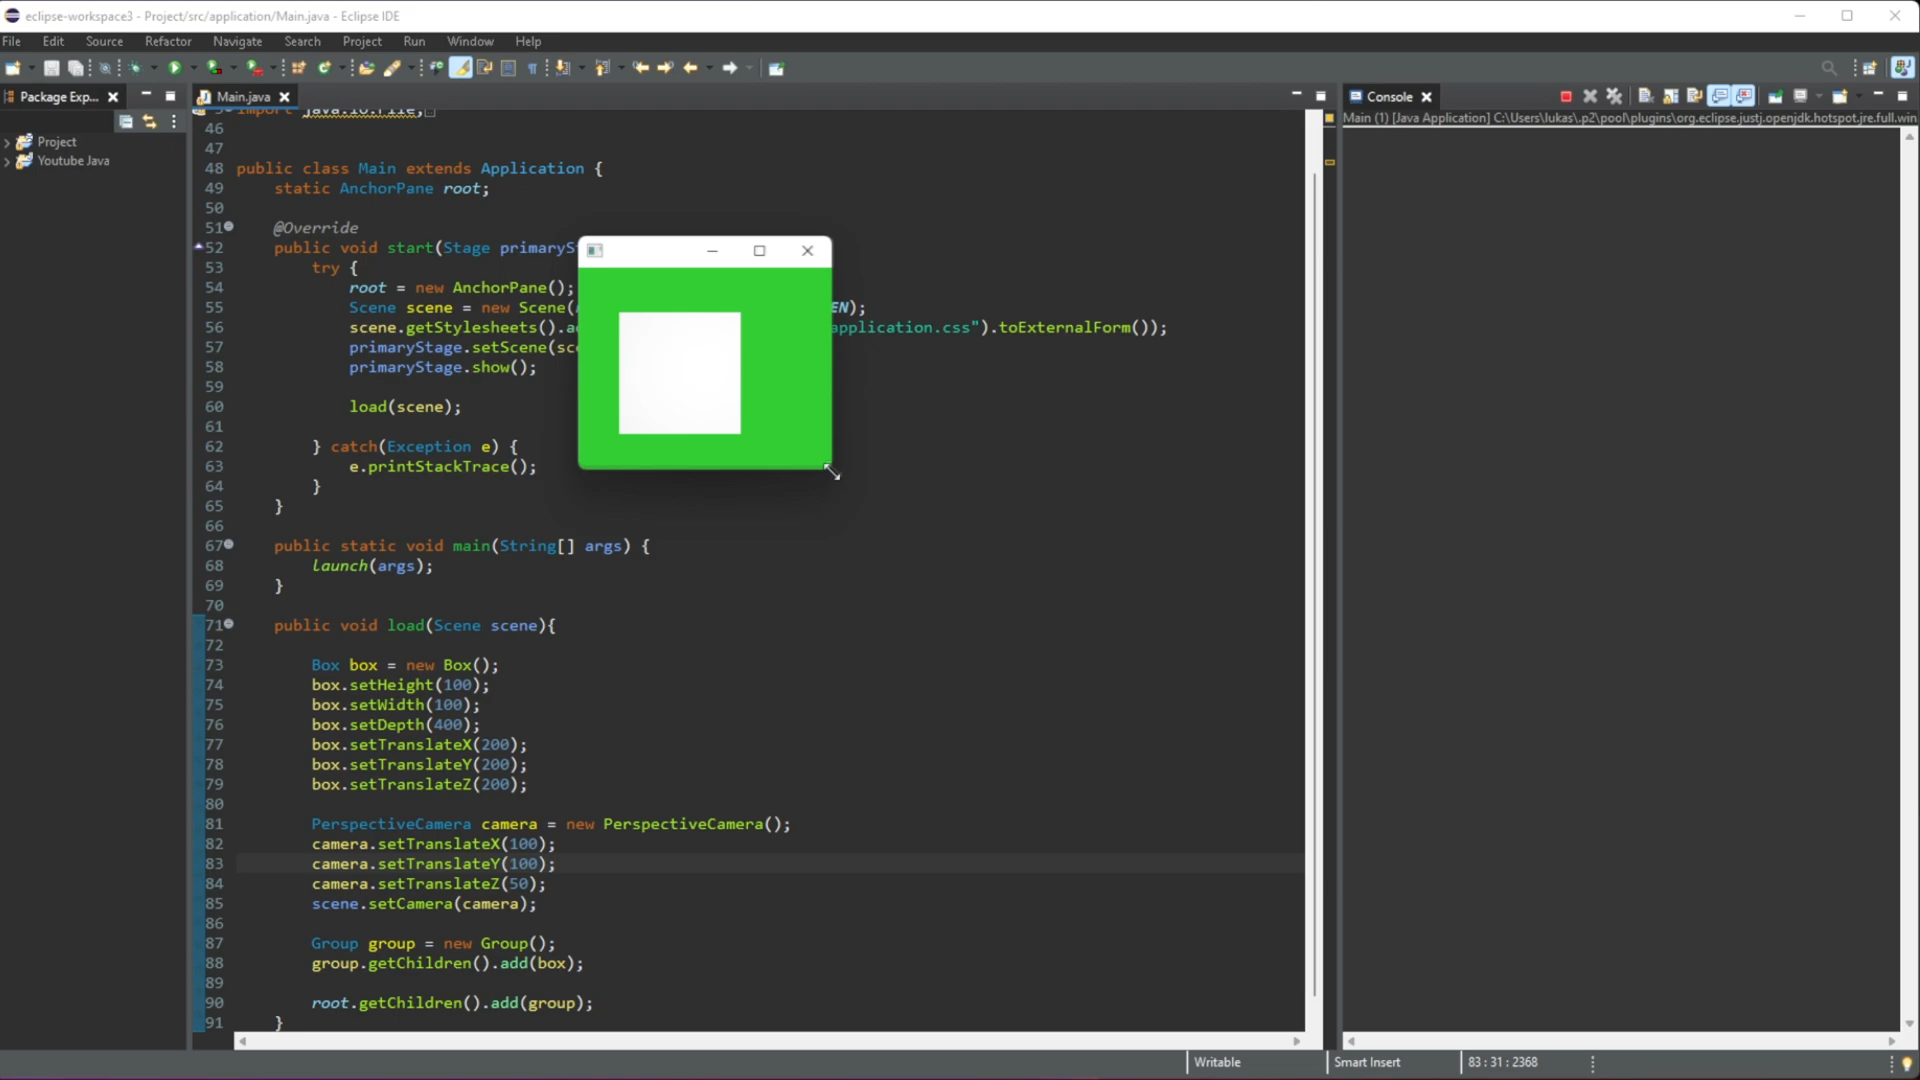 eclipse-workspace3 - Project/src/application/Main.java - Eclipse IDE
File Edit Source Refactor Navigate Search Project Run Window Help
Package Exp... Main.java Console
Main (1) [Java Application] C:\Users\lukas\.p2\pool\plugins\org.eclipse.justj.openjdk.hotspot.jre.full.win
Project
Youtube Java
import java.io.File;
46
47
48 public class Main extends Application {
49 static AnchorPane root;
50
51 @Override
52 public void start(Stage primaryS
53 try {
54 root = new AnchorPane();
55 Scene scene = new Scene( EN);
56 scene.getStylesheets().a application.css").toExternalForm());
57 primaryStage.setScene(sc
58 primaryStage.show();
59
60 load(scene);
61
62 } catch(Exception e) {
63 e.printStackTrace();
64 }
65 }
66
67 public static void main(String[] args) {
68 launch(args);
69 }
70
71 public void load(Scene scene){
72
73 Box box = new Box();
74 box.setHeight(100);
75 box.setWidth(100);
76 box.setDepth(400);
77 box.setTranslateX(200);
78 box.setTranslateY(200);
79 box.setTranslateZ(200);
80
81 PerspectiveCamera camera = new PerspectiveCamera();
82 camera.setTranslateX(100);
83 camera.setTranslateY(100);
84 camera.setTranslateZ(50);
85 scene.setCamera(camera);
86
87 Group group = new Group();
88 group.getChildren().add(box);
89
90 root.getChildren().add(group);
91 }
Writable Smart Insert 83 : 31 : 2368